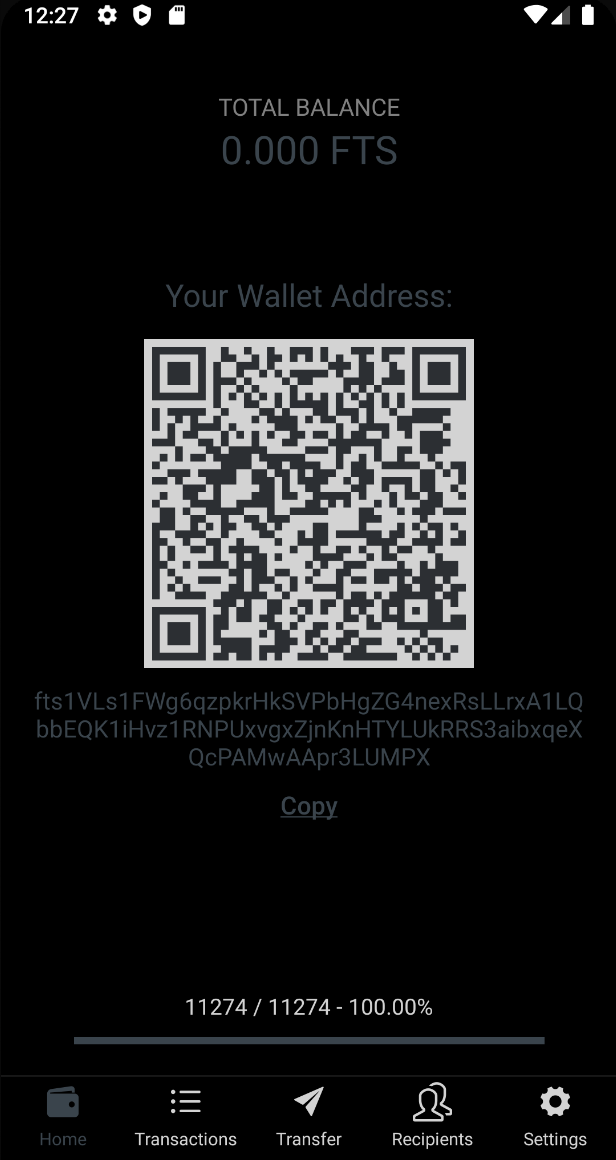 12:27
TOTAL BALANCE
0.000 FTS
Your Wallet Address:
fts1VLs1FWg6qzpkrHkSVPbHgZG4nexRsLLrxA1LQ
bbEQK1iHvz1RNPUxvgxZjnKnHTYLUkRRS3aibxqeX
QcPAMwAApr3LUMPX
Copy
11274 / 11274 - 100.00%
Home Transactions Transfer Recipients Settings